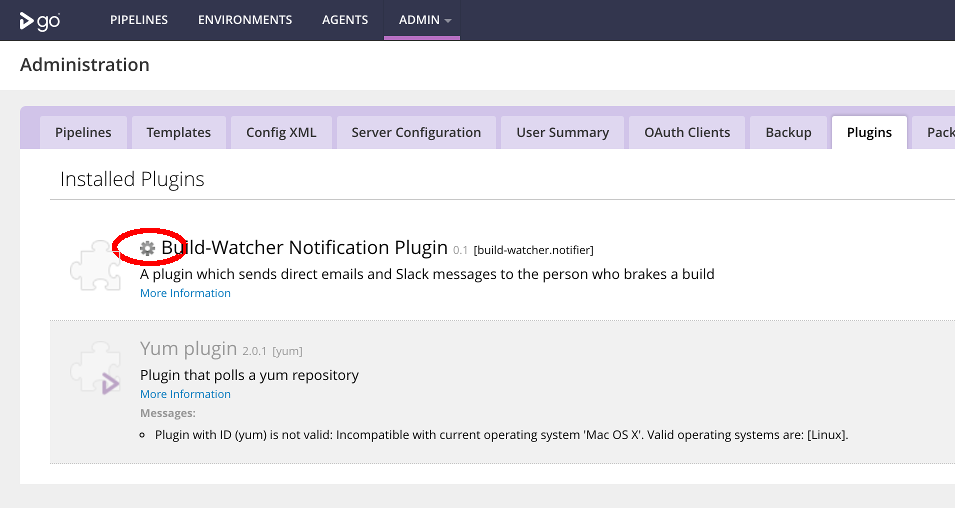 go
PIPELINES ENVIRONMENTS AGENTS ADMIN
Administration
Pipelines Templates Config XML Server Configuration User Summary OAuth Clients Backup Plugins Pack
Installed Plugins
Build-Watcher Notification Plugin 0.1 [build-watcher.notifier]
A plugin which sends direct emails and Slack messages to the person who brakes a build
More Information
Yum plugin 2.0.1 [yum]
Plugin that polls a yum repository
More Information
Messages:
Plugin with ID (yum) is not valid: Incompatible with current operating system 'Mac OS X'. Valid operating systems are: [Linux].